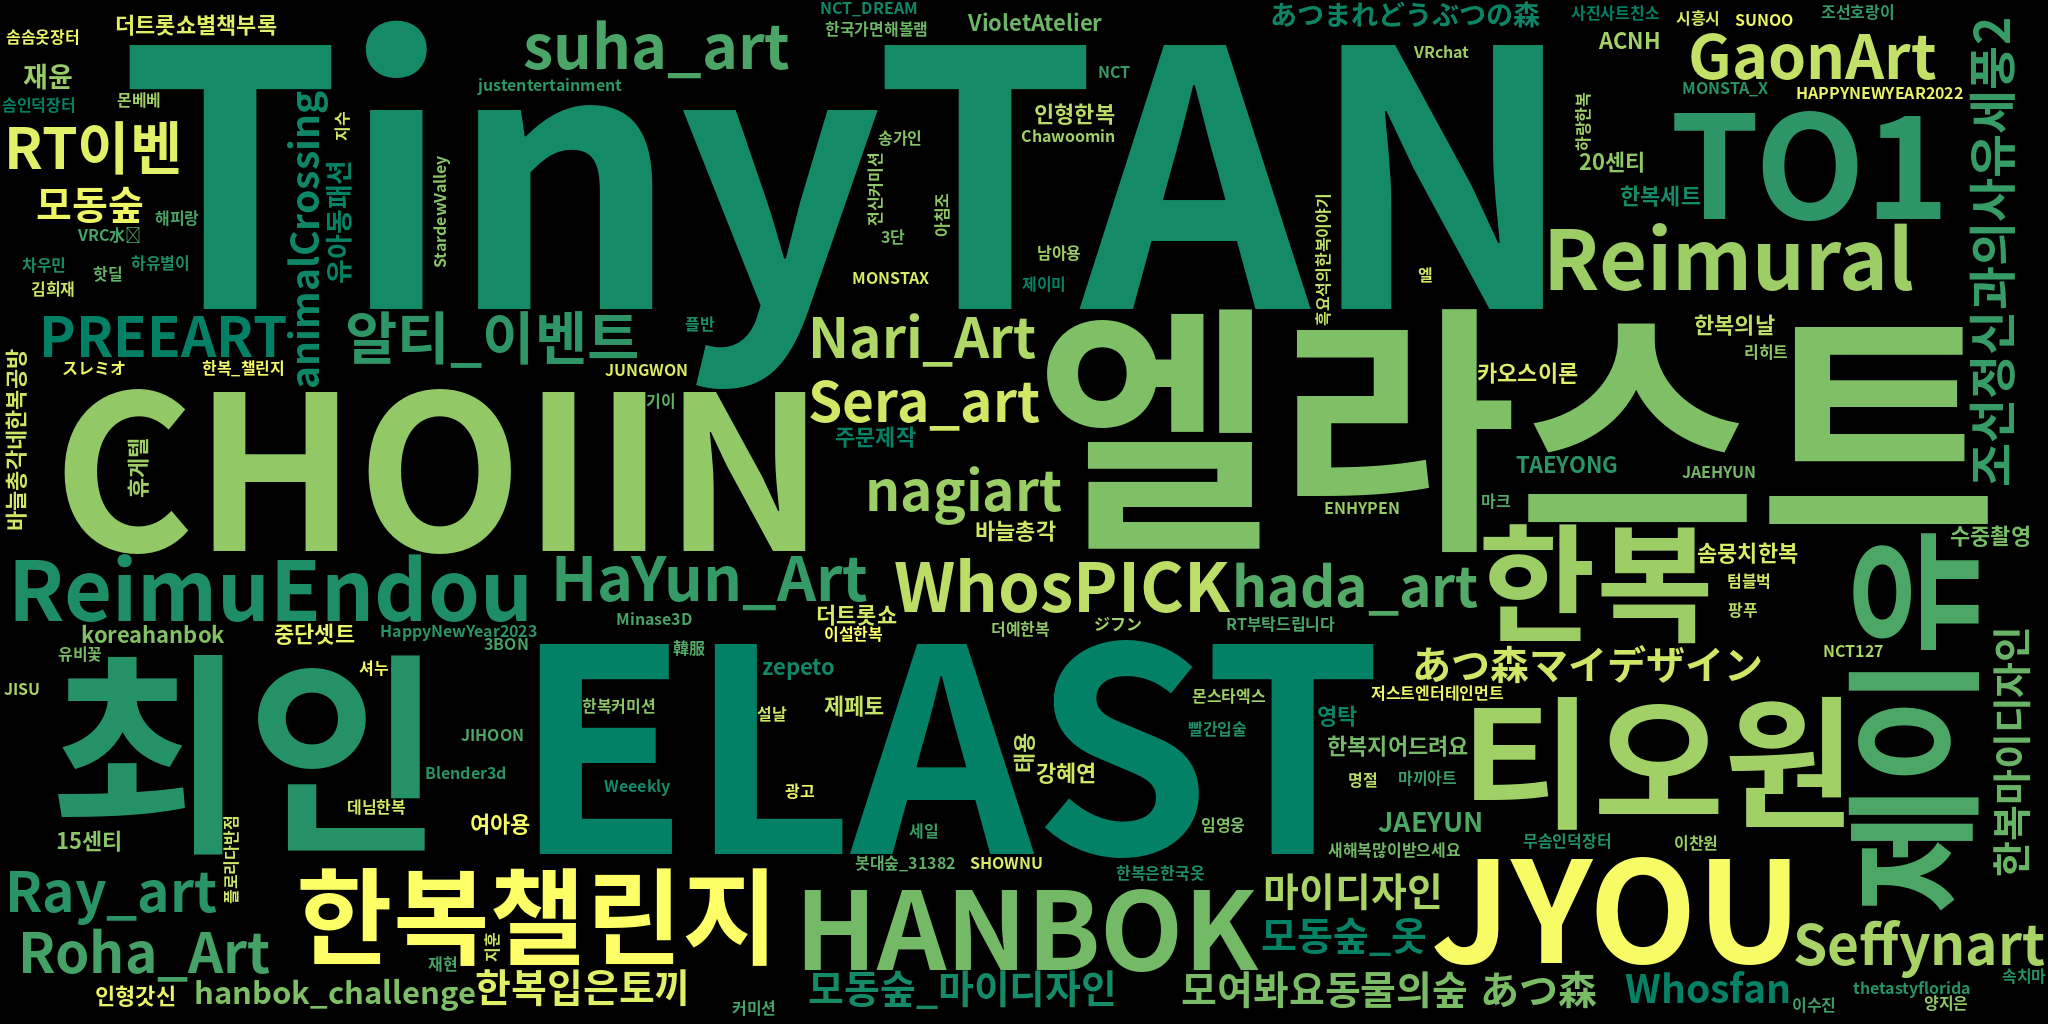 솜솜옷장터
더트롯쇼별책부록
suha_art
NCT_DREAM
한국가면해볼램
VioletAtelier
あつまれどうぶつの森
사진사트친소
시흥시
SUNOO
조선호랑이
ACNH
GaonArt
재윤
justentertainment
NCT
VRchat
MONSTA_X
HAPPYNEWYEAR2022
솜인덕장터
몬베베
TinyTAN
인형한복
Chawoomin
송가인
RT이벤
지수
animalCrossing
유아동패션
StardewValley
전신커미션
아침조
하랑한복
20센티
한복세트
TO1
조선정신과의사유세풍2
모동숲
해피랑
3단
남아용
흑요석의한복이야기
Reimural
차우민
핫딜
하유별이
김희재
MONSTAX
제이미
엘
PREEART
알티_이벤트
플반
Nari_Art
한복의날
리히트
スレミオ
한복_챌린지
JUNGWON
엘라스트
카오스이론
바늘총각네한복공방
CHOIIN
기이
Sera_art
주문제작
휴게텔
TAEYONG
JAEHYUN
nagiart
ENHYPEN
마크
바늘총각
한복
솜뭉치한복
수중촬영
텀블벅
팡푸
ReimuEndou
HaYun_Art
WhosPICK
hada_art
Minase3D
더트롯쇼
koreahanbok
중단셋트
HappyNewYear2023
3BON
이설한복
더예한복
ジフン
RT부탁드립니다
제이야
유비꽃
셔누
韓服
zepeto
あつ森マイデザイン
NCT127
JISU
최인
ELAST
한복커미션
설날
제페토
몬스타엑스
저스트엔터테인먼트
한복마이디자인
빨간입술
영탁
티오원
JIHOON
Blender3d
태용
강혜연
한복지어드려요
Weeekly
광고
명절
마끼아트
데님한복
15센티
플로리다반점
여아용
세일
임영웅
JAEYUN
무솜인덕장터
이찬원
새해복많이받으세요
Ray_art
한복챌린지
봇대숲_31382
SHOWNU
한복은한국옷
HANBOK
마이디자인
JYOU
Roha_Art
지훈
재현
모동숲_옷
Seffynart
인형갓신
hanbok_challenge
한복입은토끼
커미션
모동숲_마이디자인
모여봐요동물의숲
あつ森
Whosfan
thetastyflorida
속치마
이수진
양지은